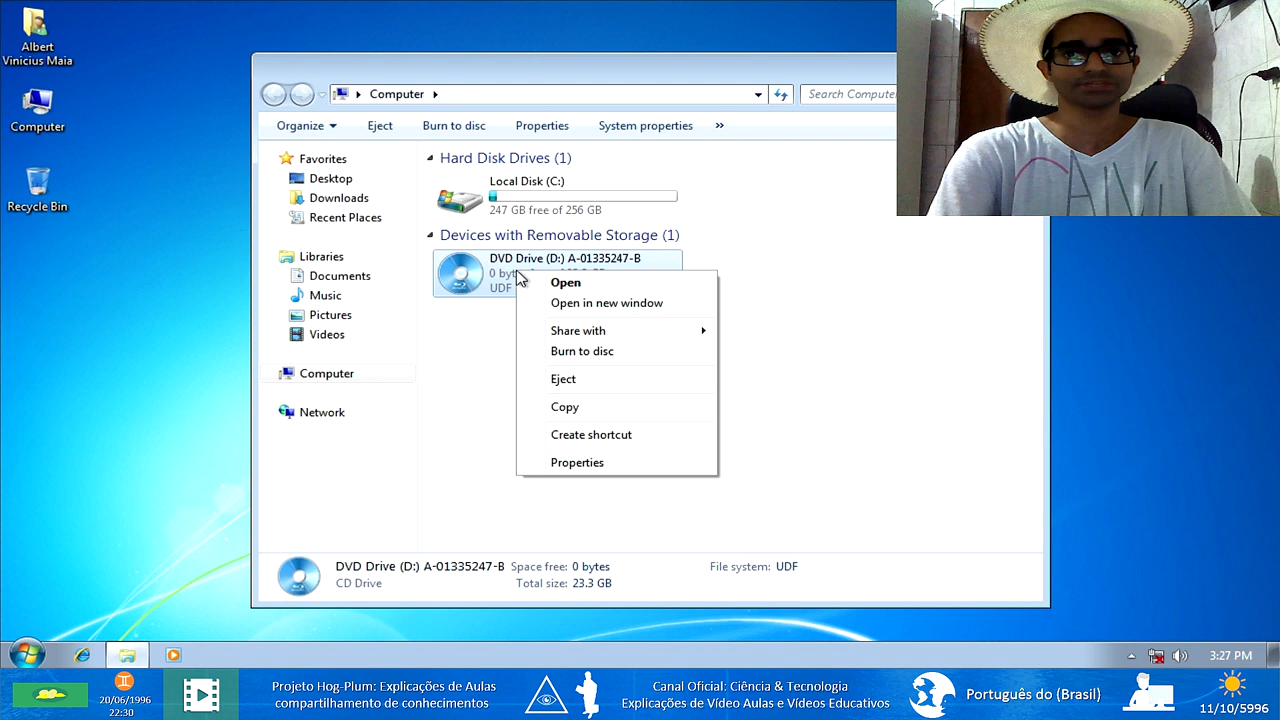 Albert
Vinicius Maia
Computer
Recycle Bin
Computer
Search Compute
Organize
Eject
Burn to disc
Properties
System properties
»
Favorites
Desktop
Downloads
Recent Places
Libraries
Documents
Music
Pictures
Videos
Computer
Network
Hard Disk Drives (1)
Local Disk (C:)
247 GB free of 256 GB
Devices with Removable Storage (1)
DVD Drive (D:) A-01335247-B
0 by
UDF
Open
Open in new window
Share with
Burn to disc
Eject
Copy
Create shortcut
Properties
DVD Drive (D:) A-01335247-B Space free: 0 bytes File system: UDF
CD Drive Total size: 23.3 GB
3:27 PM
20/06/1996
22:30
Projeto Hog-Plum: Explicações de Aulas
compartilhamento de conhecimentos
Canal Oficial: Ciência & Tecnologia
Explicações de Vídeo Aulas e Vídeos Educativos
Português do (Brasil)
11/10/5996